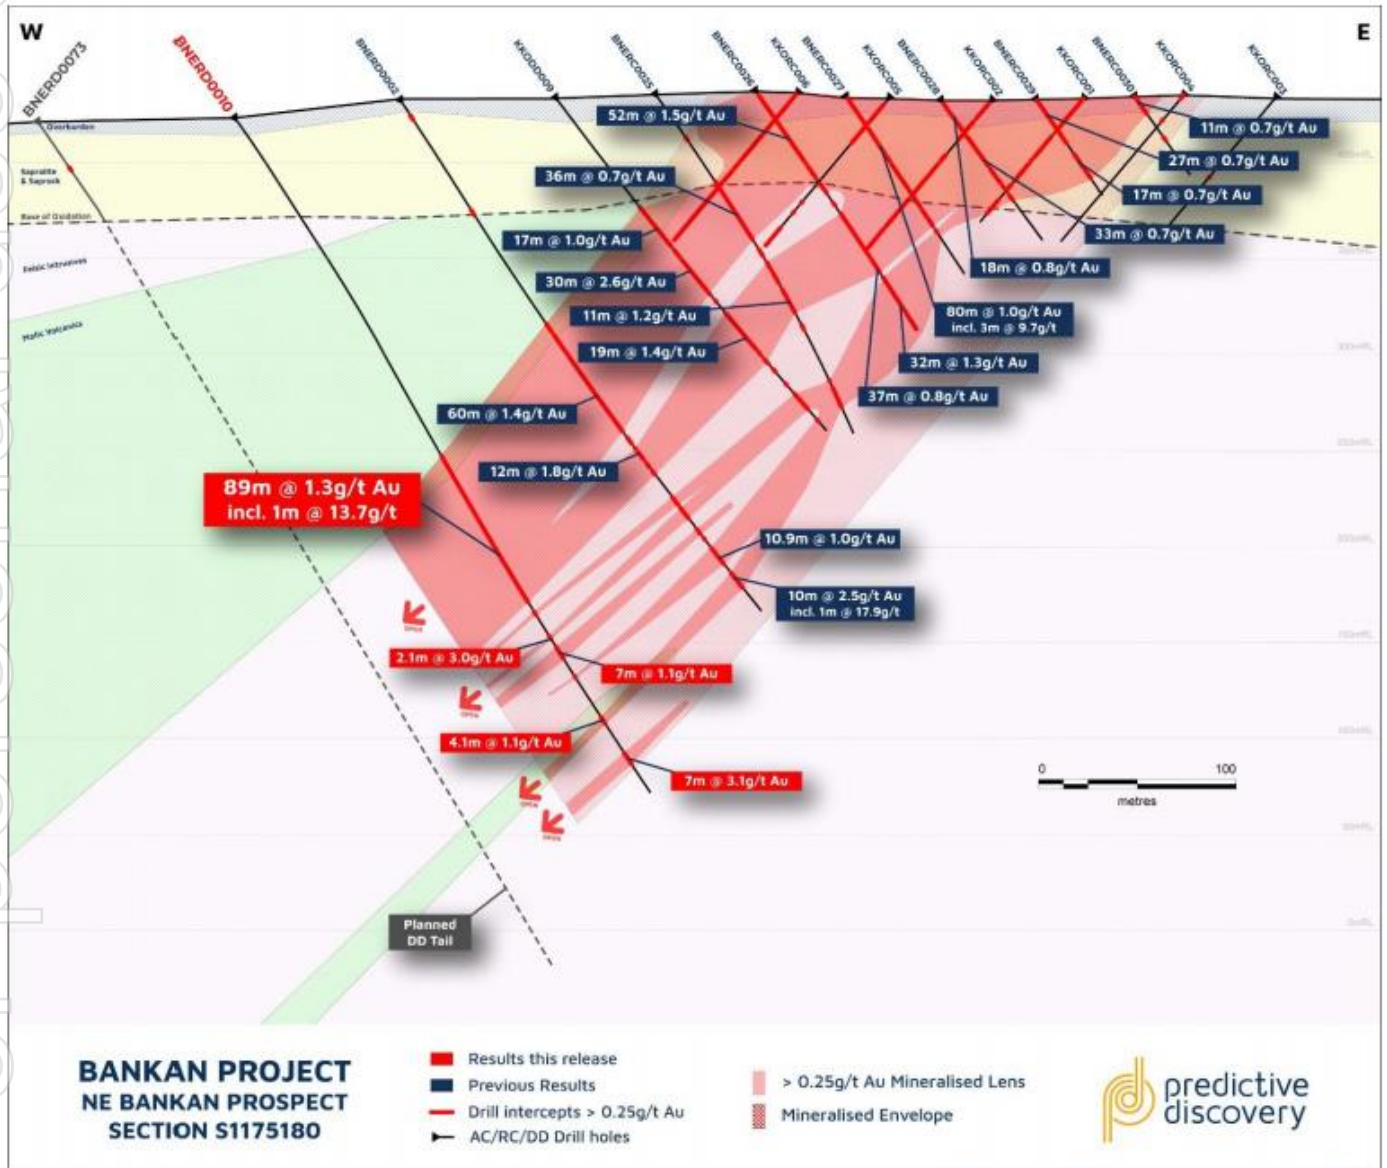 W
E
BNERD0073
BNERD0010
BNERD0002
KKODD009
BNERC0025
BNERC0026
KKORC006
BNERC0027
KKORC005
BNERC0028
KKORC002
BNERC0029
KKORC001
BNERC0030
KKORC004
KKORC003
Overburden
Saprolite
& Saprock
Base of Oxidation
Felsic Intrusives
Mafic Volcanics
52m @ 1.5g/t Au
36m @ 0.7g/t Au
17m @ 1.0g/t Au
30m @ 2.6g/t Au
11m @ 1.2g/t Au
19m @ 1.4g/t Au
60m @ 1.4g/t Au
12m @ 1.8g/t Au
11m @ 0.7g/t Au
27m @ 0.7g/t Au
17m @ 0.7g/t Au
33m @ 0.7g/t Au
18m @ 0.8g/t Au
80m @ 1.0g/t Au
incl. 3m @ 9.7g/t
32m @ 1.3g/t Au
37m @ 0.8g/t Au
89m @ 1.3g/t Au
incl. 1m @ 13.7g/t
10.9m @ 1.0g/t Au
10m @ 2.5g/t Au
incl. 1m @ 17.9g/t
OPEN
2.1m @ 3.0g/t Au
7m @ 1.1g/t Au
OPEN
4.1m @ 1.1g/t Au
7m @ 3.1g/t Au
OPEN
OPEN
0 100
metres
Planned
DD Tail
BANKAN PROJECT
NE BANKAN PROSPECT
SECTION S1175180
Results this release
Previous Results
Drill intercepts > 0.25g/t Au
AC/RC/DD Drill holes
> 0.25g/t Au Mineralised Lens
Mineralised Envelope
predictive
discovery